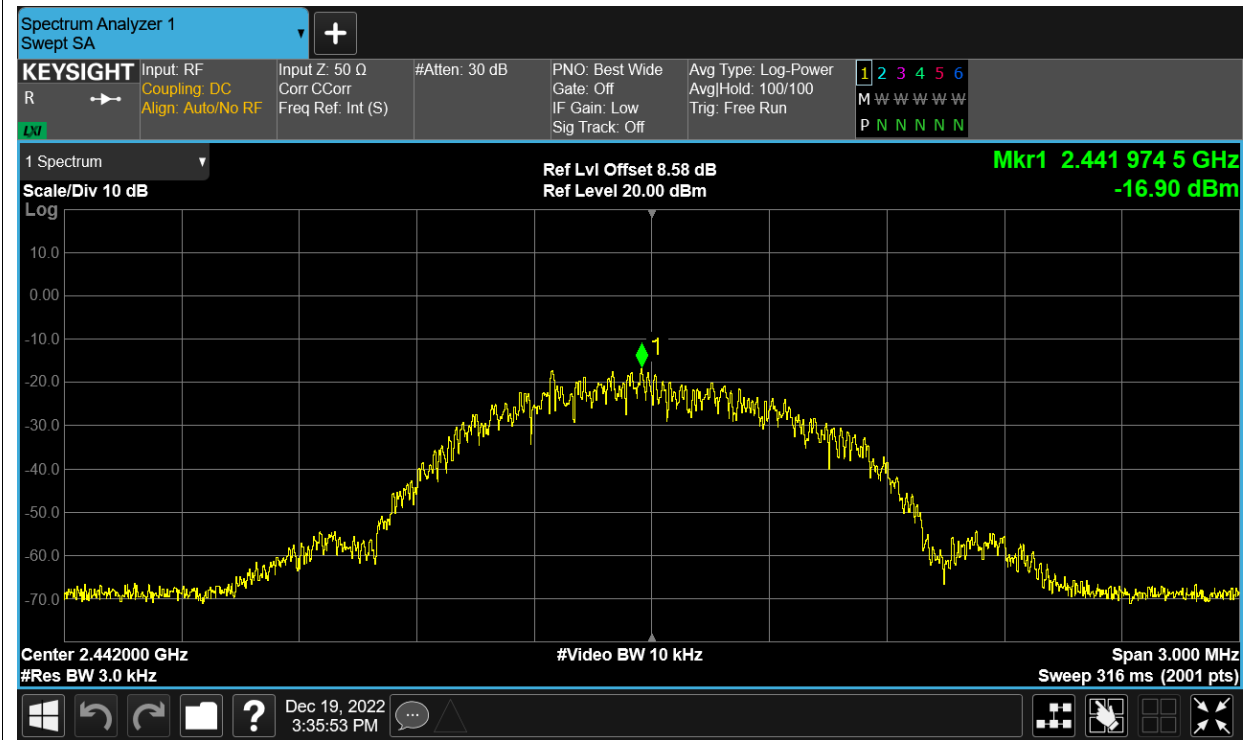 Spectrum Analyzer 1
Swept SA
KEYSIGHT
R
LXI
Input: RF
Coupling: DC
Align: Auto/No RF
Input Z: 50 Ω
Corr CCorr
Freq Ref: Int (S)
#Atten: 30 dB
PNO: Best Wide
Gate: Off
IF Gain: Low
Sig Track: Off
Avg Type: Log-Power
Avg|Hold: 100/100
Trig: Free Run
1 2 3 4 5 6
M W W W W W
P N N N N N
1 Spectrum
Scale/Div 10 dB
Log
Ref Lvl Offset 8.58 dB
Ref Level 20.00 dBm
Mkr1 2.441 974 5 GHz
-16.90 dBm
10.0
0.00
-10.0
1
-20.0
-30.0
-40.0
-50.0
-60.0
-70.0
Center 2.442000 GHz
#Res BW 3.0 kHz
#Video BW 10 kHz
Span 3.000 MHz
Sweep 316 ms (2001 pts)
?
Dec 19, 2022
3:35:53 PM